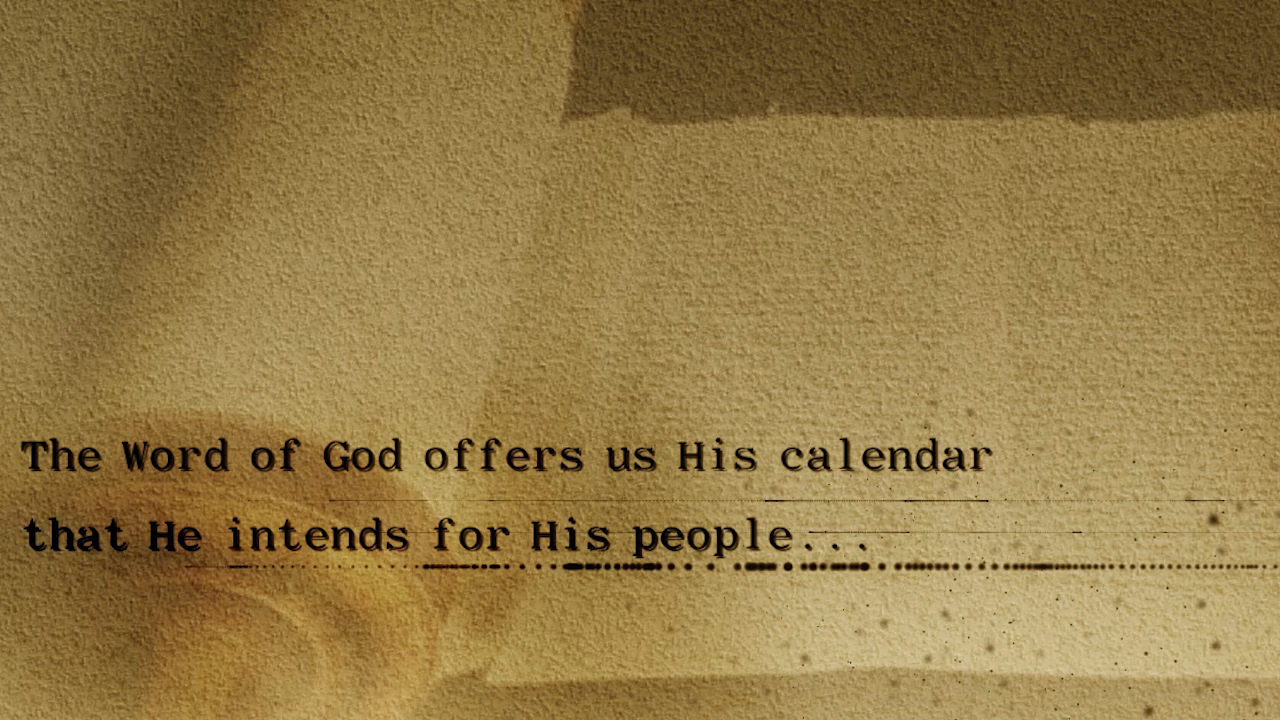 The Word of God offers us His calendar
that He intends for His people...